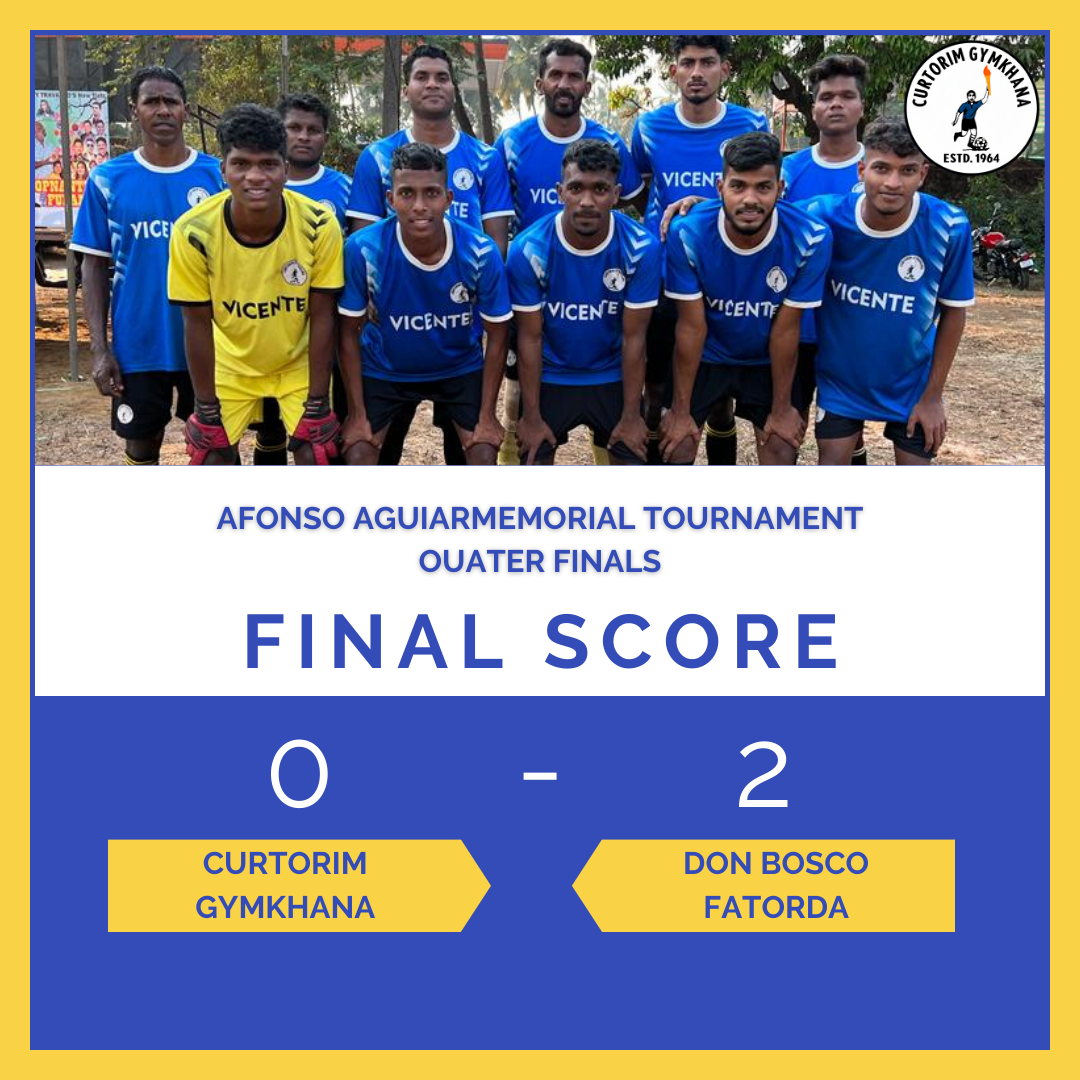 CURTORIM GYMKHANA
ESTD. 1964
VICENTE
VICENTE
VICENTE
VICENTE
VICENTE
AFONSO AGUIARMEMORIAL TOURNAMENT
OUATER FINALS
FINAL SCORE
0 - 2
CURTORIM
GYMKHANA
DON BOSCO
FATORDA